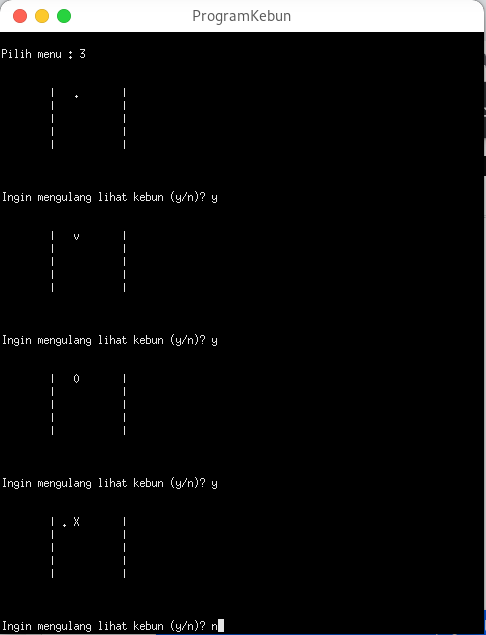 ProgramKebun
Pilih menu : 3
|   .       |
|           |
|           |
|           |
|           |
Ingin mengulang lihat kebun (y/n)? y
|   v       |
|           |
|           |
|           |
|           |
Ingin mengulang lihat kebun (y/n)? y
|   O       |
|           |
|           |
|           |
|           |
Ingin mengulang lihat kebun (y/n)? y
| . X       |
|           |
|           |
|           |
|           |
Ingin mengulang lihat kebun (y/n)? n